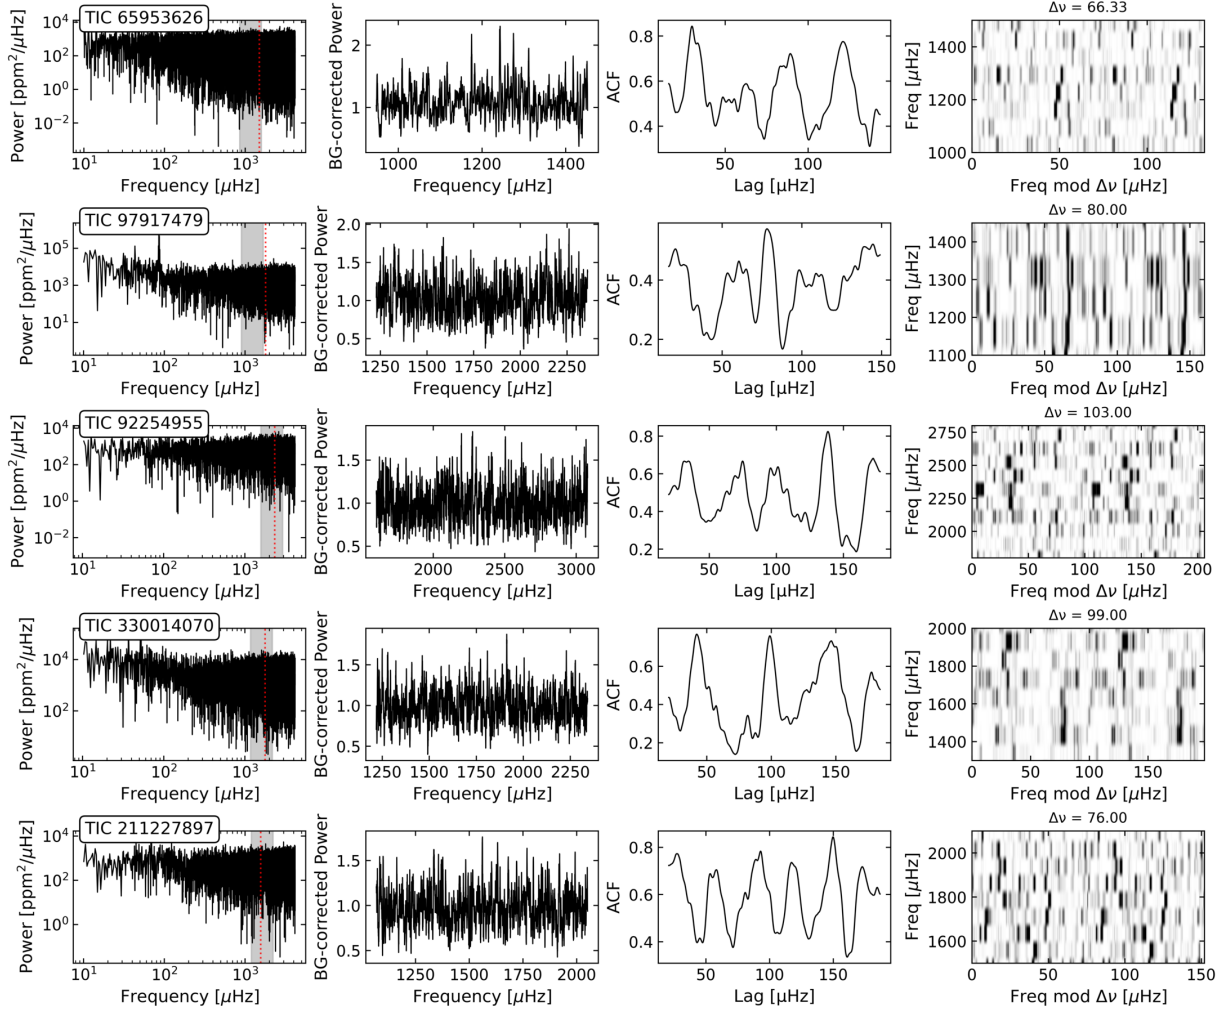 TIC 65953626
Power [ppm²/μHz]
10⁴
10²
10⁰
10⁻²
10¹ 10² 10³
Frequency [μHz]
BG-corrected Power
2
1
1000 1200 1400
Frequency [μHz]
ACF
0.8
0.6
0.4
50 100
Lag [μHz]
Δν = 66.33
Freq [μHz]
1400
1200
1000
0 50 100
Freq mod Δν [μHz]
TIC 97917479
Power [ppm²/μHz]
10⁵
10³
10¹
10¹ 10² 10³
Frequency [μHz]
BG-corrected Power
2.0
1.5
1.0
0.5
1250 1500 1750 2000 2250
Frequency [μHz]
ACF
0.4
0.2
50 100 150
Lag [μHz]
Δν = 80.00
Freq [μHz]
1400
1300
1200
1100
0 50 100 150
Freq mod Δν [μHz]
TIC 92254955
Power [ppm²/μHz]
10⁴
10²
10⁰
10⁻²
10¹ 10² 10³
Frequency [μHz]
BG-corrected Power
1.5
1.0
0.5
2000 2500 3000
Frequency [μHz]
ACF
0.8
0.6
0.4
0.2
50 100 150
Lag [μHz]
Δν = 103.00
Freq [μHz]
2750
2500
2250
2000
0 50 100 150 200
Freq mod Δν [μHz]
TIC 330014070
Power [ppm²/μHz]
10⁴
10²
10¹ 10² 10³
Frequency [μHz]
BG-corrected Power
1.5
1.0
0.5
1250 1500 1750 2000 2250
Frequency [μHz]
ACF
0.6
0.4
0.2
50 100 150
Lag [μHz]
Δν = 99.00
Freq [μHz]
2000
1800
1600
1400
0 50 100 150
Freq mod Δν [μHz]
TIC 211227897
Power [ppm²/μHz]
10⁴
10²
10⁰
10¹ 10² 10³
Frequency [μHz]
BG-corrected Power
1.5
1.0
0.5
1250 1500 1750 2000
Frequency [μHz]
ACF
0.8
0.6
0.4
50 100 150
Lag [μHz]
Δν = 76.00
Freq [μHz]
2000
1800
1600
0 50 100 150
Freq mod Δν [μHz]